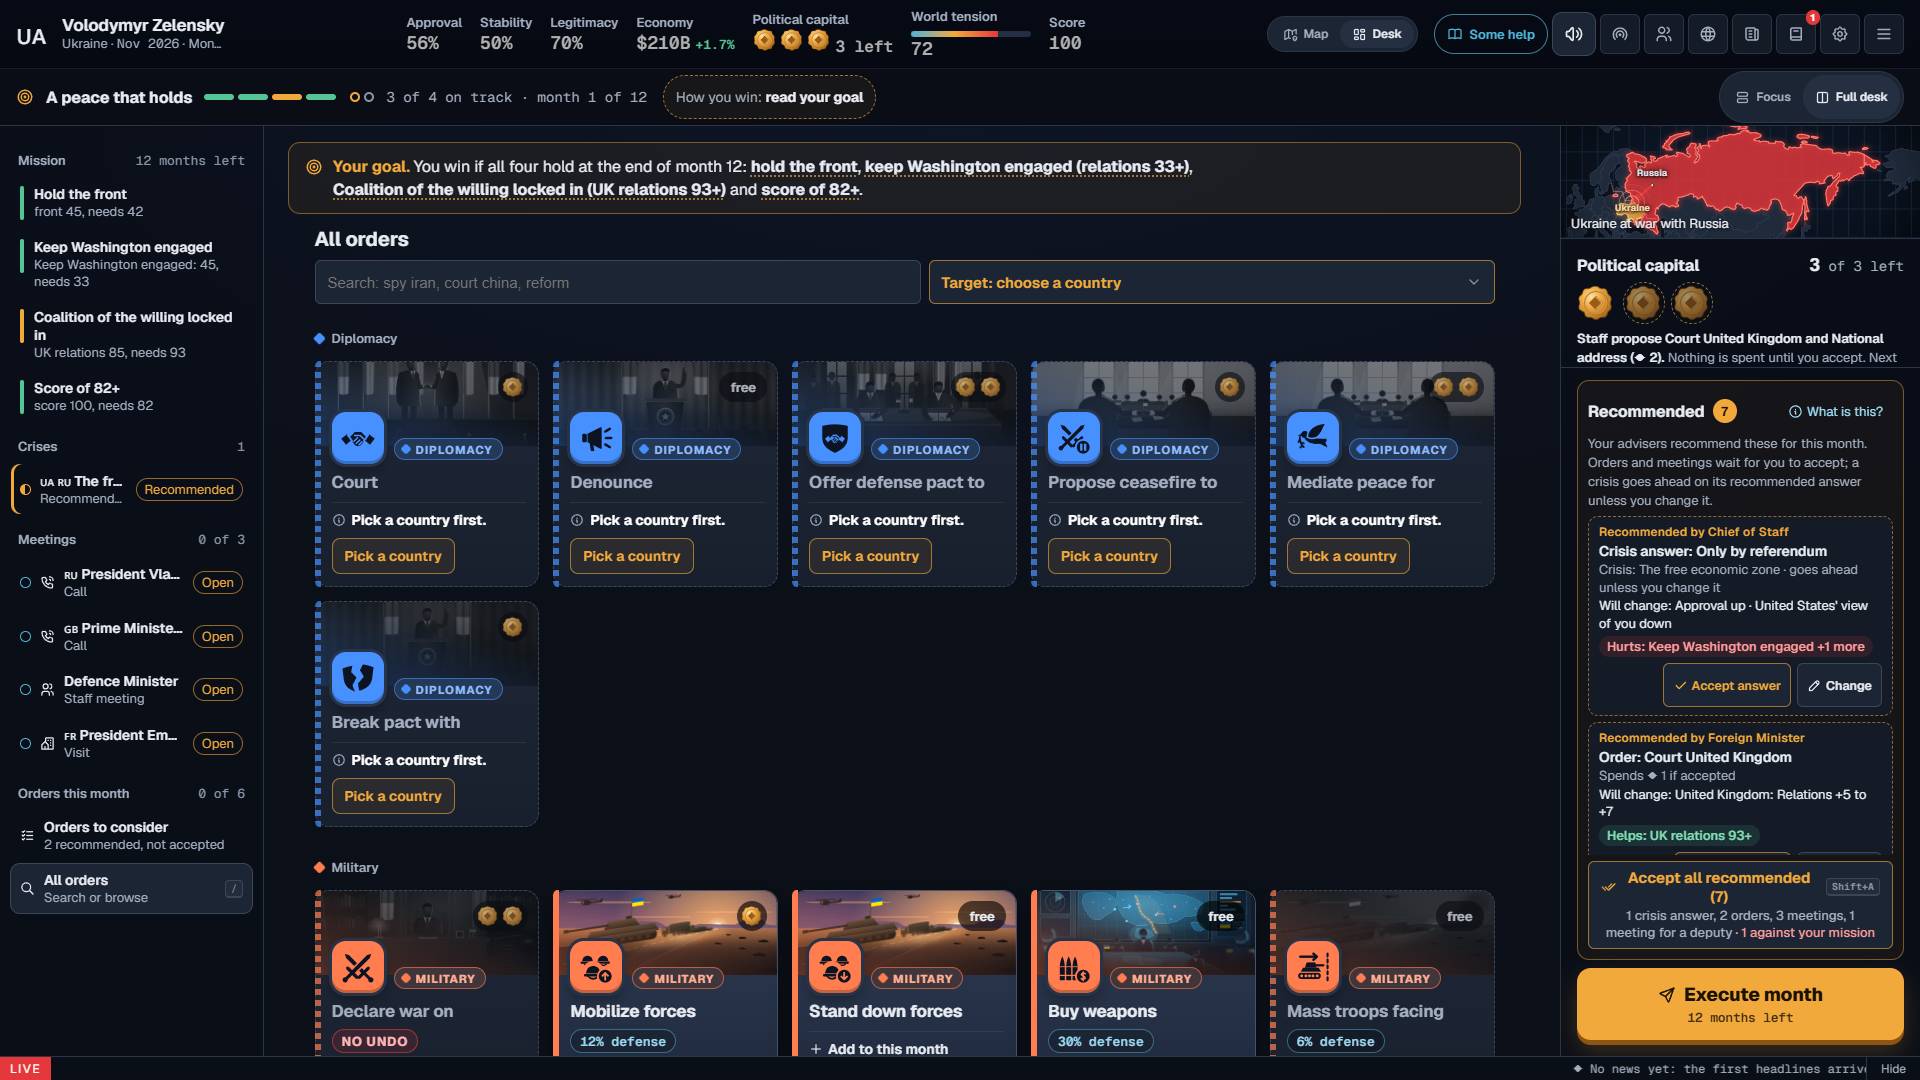 UA
Volodymyr Zelensky
Ukraine · Nov 2026 · Mon...
Approval
56%
Stability
50%
Legitimacy
70%
Economy
$210B +1.7%
Political capital
3 left
World tension
72
Score
100
Map
Desk
Some help
1
A peace that holds
3 of 4 on track · month 1 of 12
How you win: read your goal
Focus
Full desk
Mission
12 months left
Hold the front
front 45, needs 42
Keep Washington engaged
Keep Washington engaged: 45,
needs 33
Coalition of the willing locked
in
UK relations 85, needs 93
Score of 82+
score 100, needs 82
Crises
1
UA RU The fr...
Recommend...
Recommended
Meetings
0 of 3
RU President Vla...
Call
Open
GB Prime Ministe...
Call
Open
Defence Minister
Staff meeting
Open
FR President Em...
Visit
Open
Orders this month
0 of 6
Orders to consider
2 recommended, not accepted
All orders
Search or browse
/
Your goal. You win if all four hold at the end of month 12: hold the front, keep Washington engaged (relations 33+),
Coalition of the willing locked in (UK relations 93+) and score of 82+.
All orders
Search: spy iran, court china, reform
Target: choose a country
Diplomacy
DIPLOMACY
Court
Pick a country first.
Pick a country
free
DIPLOMACY
Denounce
Pick a country first.
Pick a country
DIPLOMACY
Offer defense pact to
Pick a country first.
Pick a country
DIPLOMACY
Propose ceasefire to
Pick a country first.
Pick a country
DIPLOMACY
Mediate peace for
Pick a country first.
Pick a country
DIPLOMACY
Break pact with
Pick a country first.
Pick a country
Military
MILITARY
Declare war on
NO UNDO
MILITARY
Mobilize forces
12% defense
free
MILITARY
Stand down forces
+ Add to this month
free
MILITARY
Buy weapons
30% defense
free
MILITARY
Mass troops facing
6% defense
Russia
Ukraine
Ukraine at war with Russia
Political capital
3 of 3 left
Staff propose Court United Kingdom and National
address (◆ 2). Nothing is spent until you accept. Next
Recommended 7
What is this?
Your advisers recommend these for this month.
Orders and meetings wait for you to accept; a
crisis goes ahead on its recommended answer
unless you change it.
Recommended by Chief of Staff
Crisis answer: Only by referendum
Crisis: The free economic zone · goes ahead
unless you change it
Will change: Approval up · United States' view
of you down
Hurts: Keep Washington engaged +1 more
Accept answer
Change
Recommended by Foreign Minister
Order: Court United Kingdom
Spends ◆ 1 if accepted
Will change: United Kingdom: Relations +5 to
+7
Helps: UK relations 93+
Accept all recommended
(7)
Shift+A
1 crisis answer, 2 orders, 3 meetings, 1
meeting for a deputy · 1 against your mission
Execute month
12 months left
LIVE
◆ No news yet: the first headlines arriv
Hide